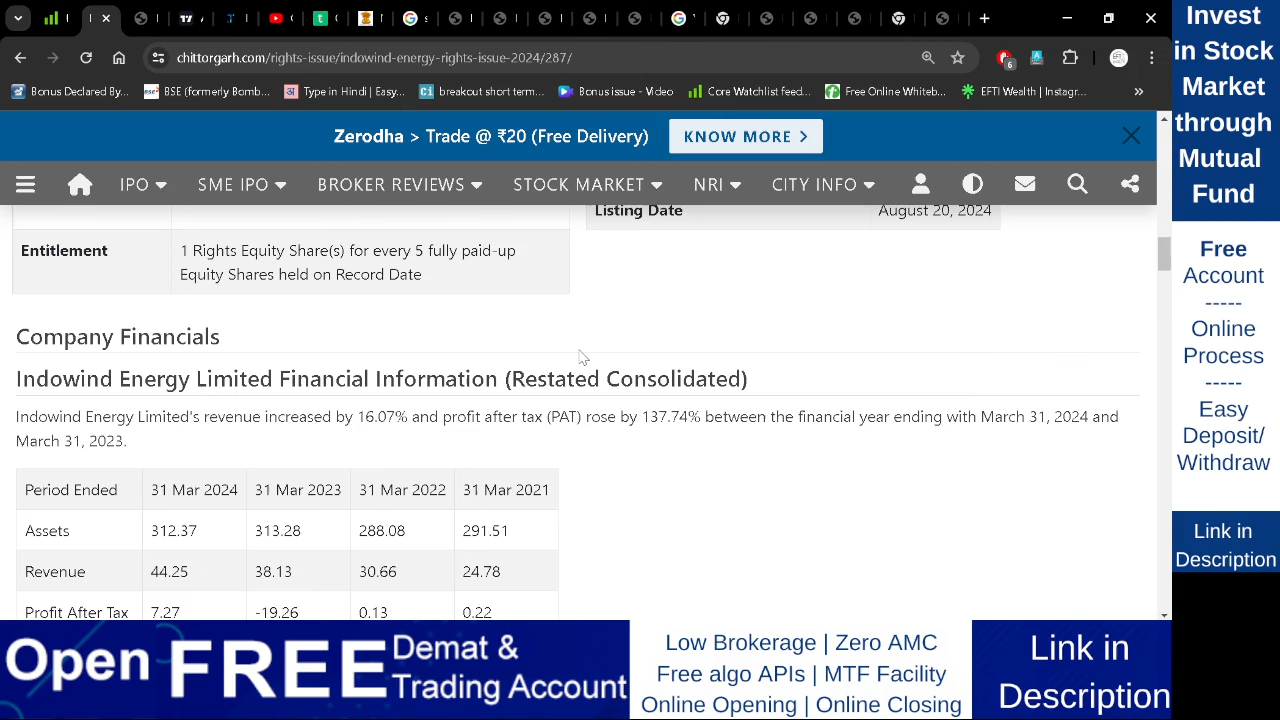 chittorgarh.com/rights-issue/indowind-energy-rights-issue-2024/287/
6
Bonus Declared By...
BSE (formerly Bomb...
Type in Hindi | Easy...
breakout short term...
Bonus issue - Video
Core Watchlist feed...
Free Online Whiteb...
EFTI Wealth | Instagr...
»
Zerodha > Trade @ ₹20 (Free Delivery)
KNOW MORE >
IPO
SME IPO
BROKER REVIEWS
STOCK MARKET
NRI
CITY INFO
Listing Date August 20, 2024
Entitlement
1 Rights Equity Share(s) for every 5 fully paid-up
Equity Shares held on Record Date
Company Financials
Indowind Energy Limited Financial Information (Restated Consolidated)
Indowind Energy Limited's revenue increased by 16.07% and profit after tax (PAT) rose by 137.74% between the financial year ending with March 31, 2024 and
March 31, 2023.
Period Ended 31 Mar 2024 31 Mar 2023 31 Mar 2022 31 Mar 2021
Assets 312.37 313.28 288.08 291.51
Revenue 44.25 38.13 30.66 24.78
Profit After Tax 7.27 -19.26 0.13 0.22
Invest
in Stock
Market
through
Mutual
Fund
Free
Account
-----
Online
Process
-----
Easy
Deposit/
Withdraw
Link in
Description
Open FREE Demat &
Trading Account
Low Brokerage | Zero AMC
Free algo APIs | MTF Facility
Online Opening | Online Closing
Link in
Description